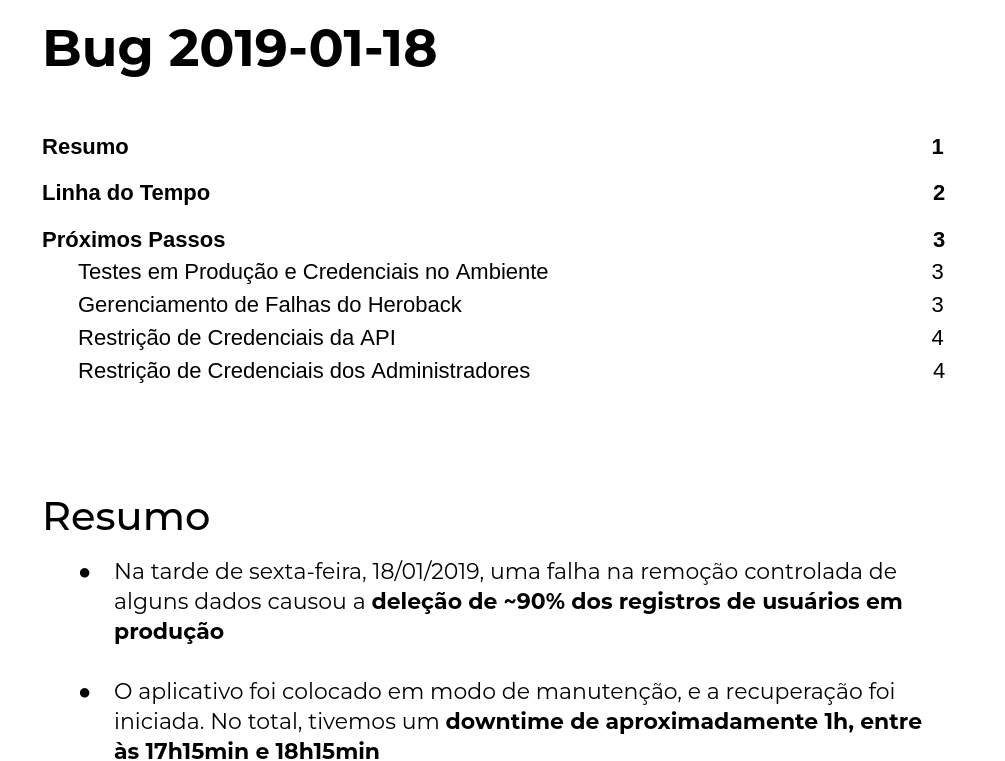 Bug 2019-01-18
Resumo 1
Linha do Tempo 2
Próximos Passos 3
Testes em Produção e Credenciais no Ambiente 3
Gerenciamento de Falhas do Heroback 3
Restrição de Credenciais da API 4
Restrição de Credenciais dos Administradores 4
Resumo
● Na tarde de sexta-feira, 18/01/2019, uma falha na remoção controlada de
alguns dados causou a deleção de ~90% dos registros de usuários em
produção
● O aplicativo foi colocado em modo de manutenção, e a recuperação foi
iniciada. No total, tivemos um downtime de aproximadamente 1h, entre
às 17h15min e 18h15min